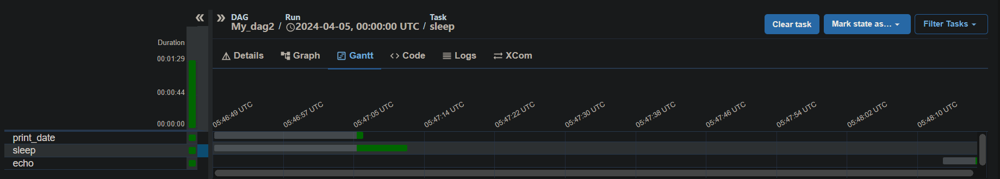 DAG Run Task
My_dag2 / 2024-04-05, 00:00:00 UTC / sleep
Clear task Mark state as… Filter Tasks
Duration
00:01:29
00:00:44
00:00:00
Details Graph Gantt Code Logs XCom
05:46:49 UTC 05:46:57 UTC 05:47:05 UTC 05:47:14 UTC 05:47:22 UTC 05:47:30 UTC 05:47:38 UTC 05:47:46 UTC 05:47:54 UTC 05:48:02 UTC 05:48:10 UTC
print_date
sleep
echo